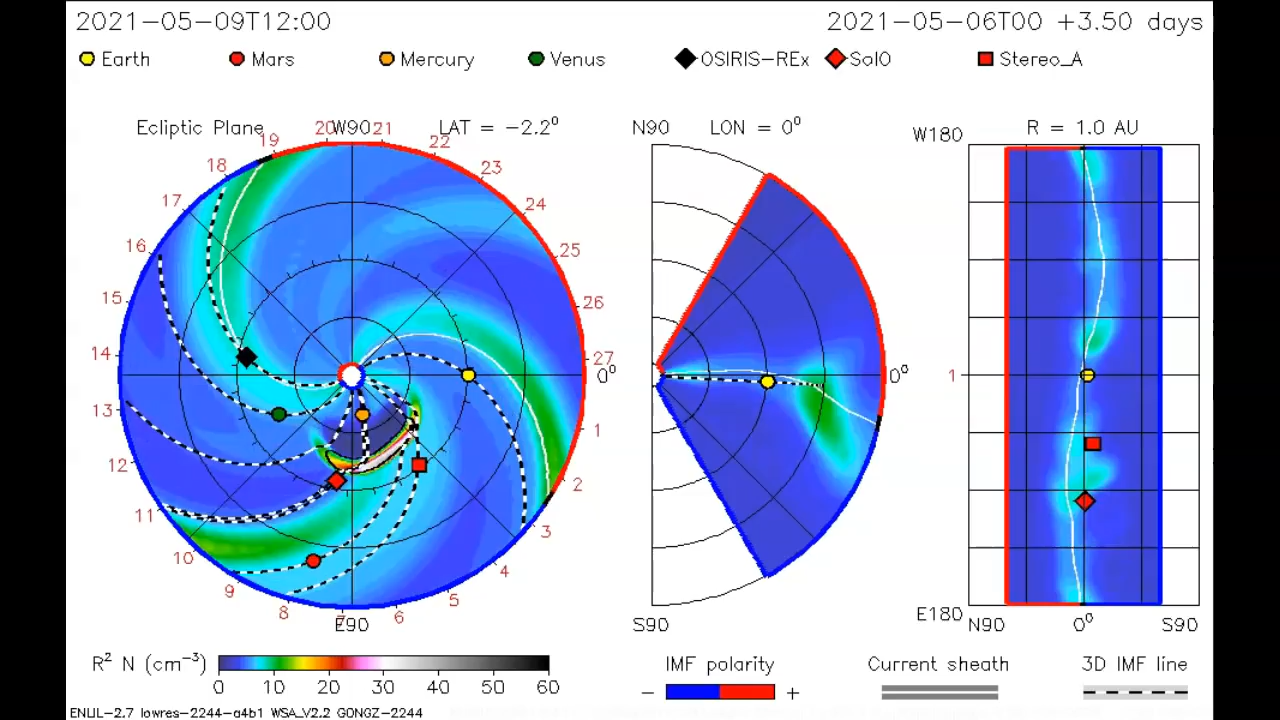 2021-05-09T12:00
2021-05-06T00 +3.50 days
Earth Mars Mercury Venus OSIRIS-REx SolO Stereo_A
Ecliptic Plane W90 LAT = -2.2°
N90 LON = 0°
W180 R = 1.0 AU
19 20 21 22
18 23
17 24
16 25
15 26
14 27
0° 0° 1
13 1
12 2
11 3
10 4
9 5
8 7 6
E90
S90
E180
N90 0° S90
R² N (cm⁻³)
0 10 20 30 40 50 60
IMF polarity
- +
Current sheath
3D IMF line
ENLIL-2.7 lowres-2244-a4b1 WSA_V2.2 GONGZ-2244